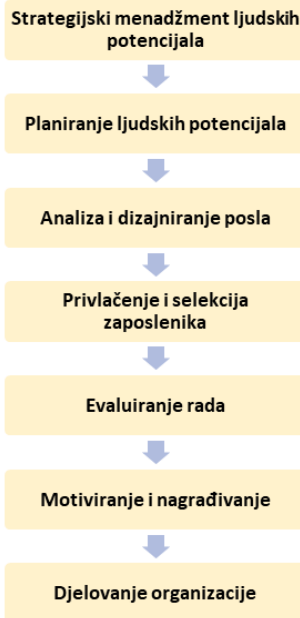 Strategijski menadžment ljudskih
potencijala
Planiranje ljudskih potencijala
Analiza i dizajniranje posla
Privlačenje i selekcija
zaposlenika
Evaluiranje rada
Motiviranje i nagrađivanje
Djelovanje organizacije